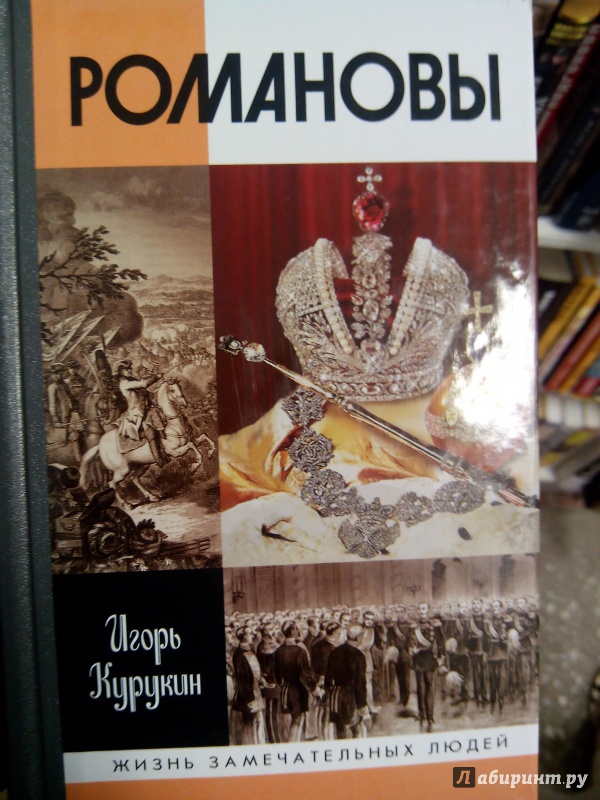 РОМАНОВЫ
Игорь
Курукин
ЖИЗНЬ ЗАМЕЧАТЕЛЬНЫХ ЛЮДЕЙ
Лабиринт.ру